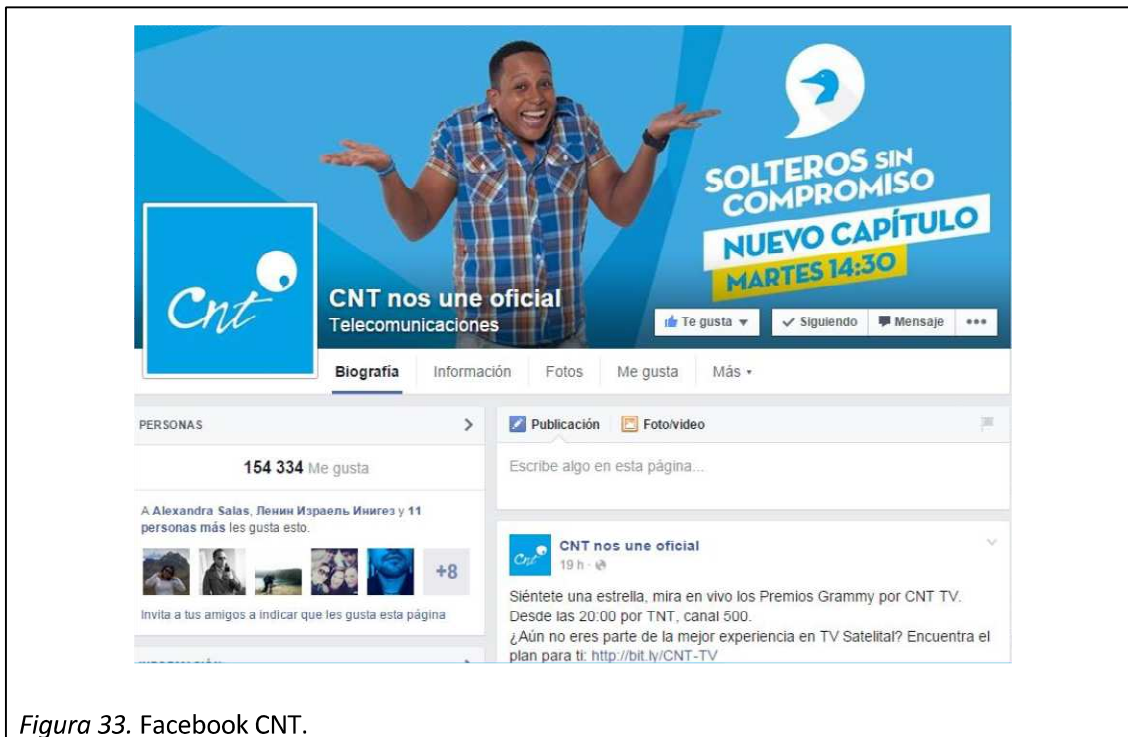 SOLTEROS SIN
COMPROMISO
NUEVO CAPÍTULO
MARTES 14:30
Cnt
CNT nos une oficial
Telecomunicaciones
Te gusta
Siguiendo
Mensaje
Biografía
Información
Fotos
Me gusta
Más
PERSONAS
154 334 Me gusta
A Alexandra Salas, Ленин Израель Инигез y 11
personas más les gusta esto.
+8
Invita a tus amigos a indicar que les gusta esta página
Publicación
Foto/video
Escribe algo en esta página...
Cnt
CNT nos une oficial
19 h
Siéntete una estrella, mira en vivo los Premios Grammy por CNT TV.
Desde las 20:00 por TNT, canal 500.
¿Aún no eres parte de la mejor experiencia en TV Satelital? Encuentra el
plan para ti: http://bit.ly/CNT-TV
Figura 33. Facebook CNT.